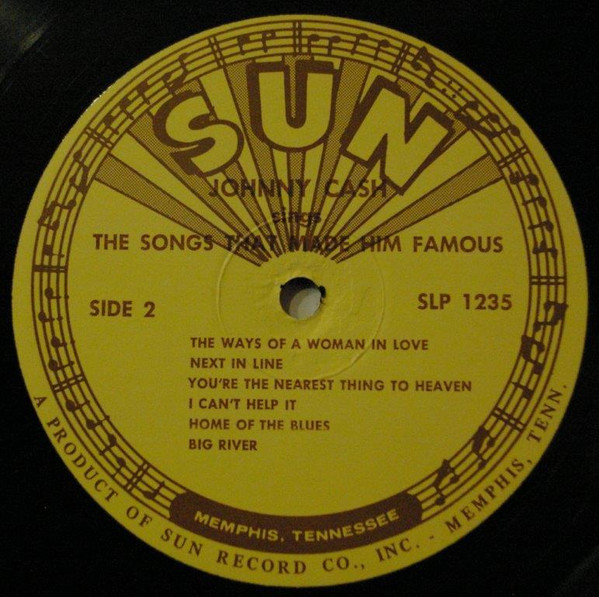 SUN
JOHNNY CASH
sings
THE SONGS THAT MADE HIM FAMOUS
SIDE 2
SLP 1235
THE WAYS OF A WOMAN IN LOVE
NEXT IN LINE
YOU'RE THE NEAREST THING TO HEAVEN
I CAN'T HELP IT
HOME OF THE BLUES
BIG RIVER
MEMPHIS, TENNESSEE
A PRODUCT OF SUN RECORD CO., INC. - MEMPHIS, TENN.